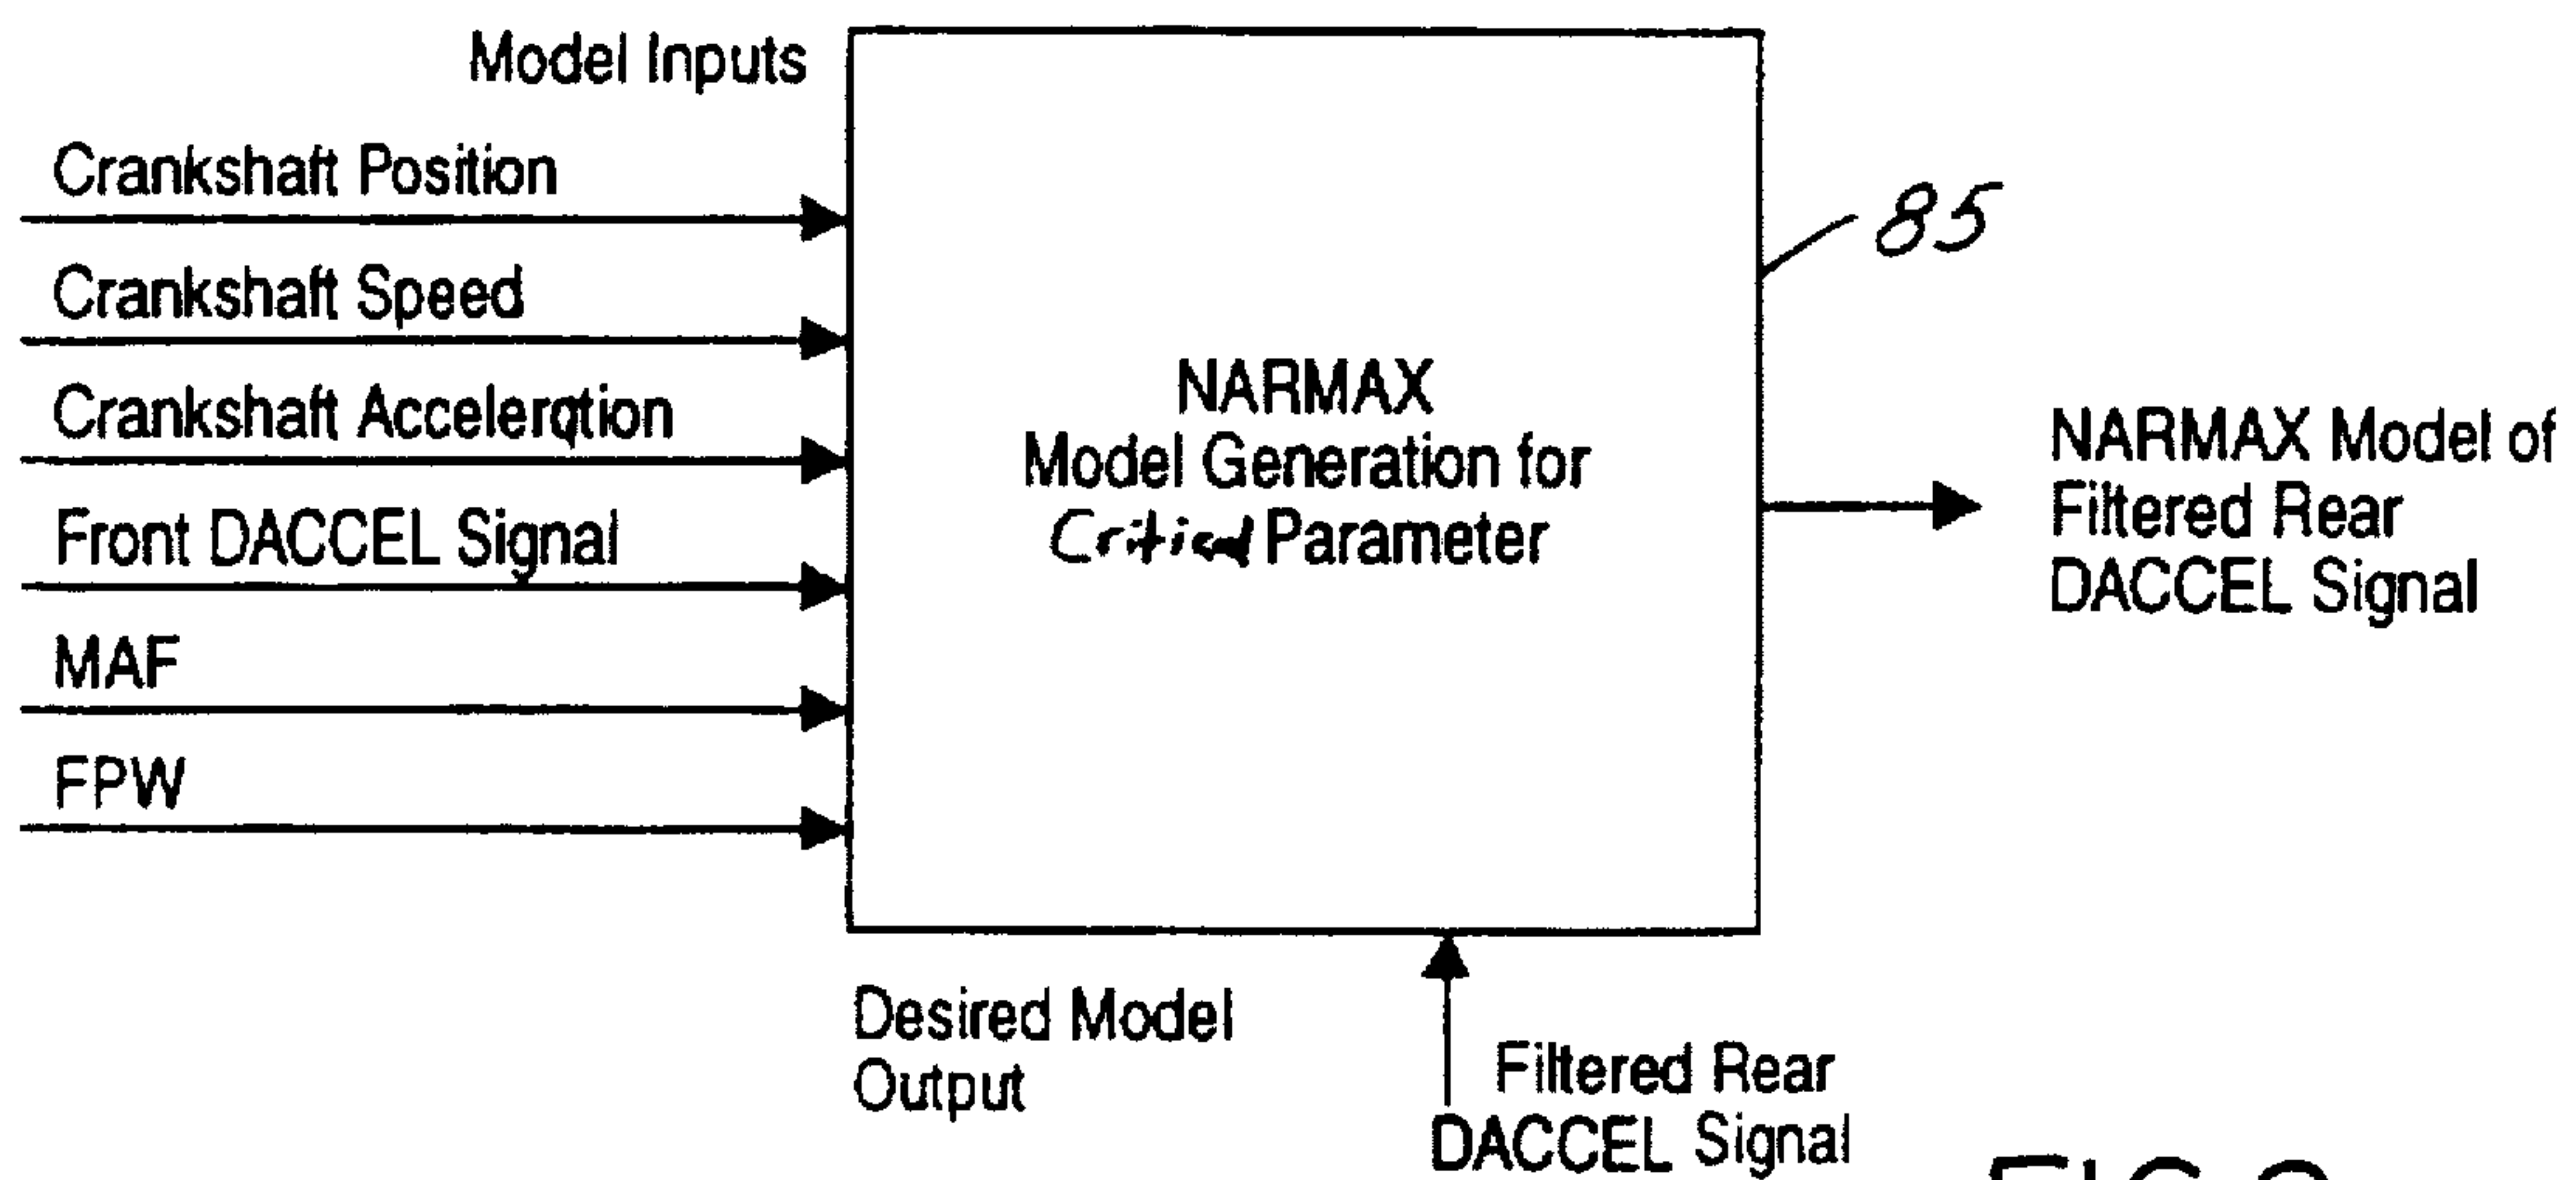 Model Inputs
Crankshaft Position
Crankshaft Speed
Crankshaft Acceleration
Front DACCEL Signal
MAF
FPW
NARMAX
Model Generation for
Critical Parameter
85
NARMAX Model of
Filtered Rear
DACCEL Signal
Desired Model
Output
Filtered Rear
DACCEL Signal